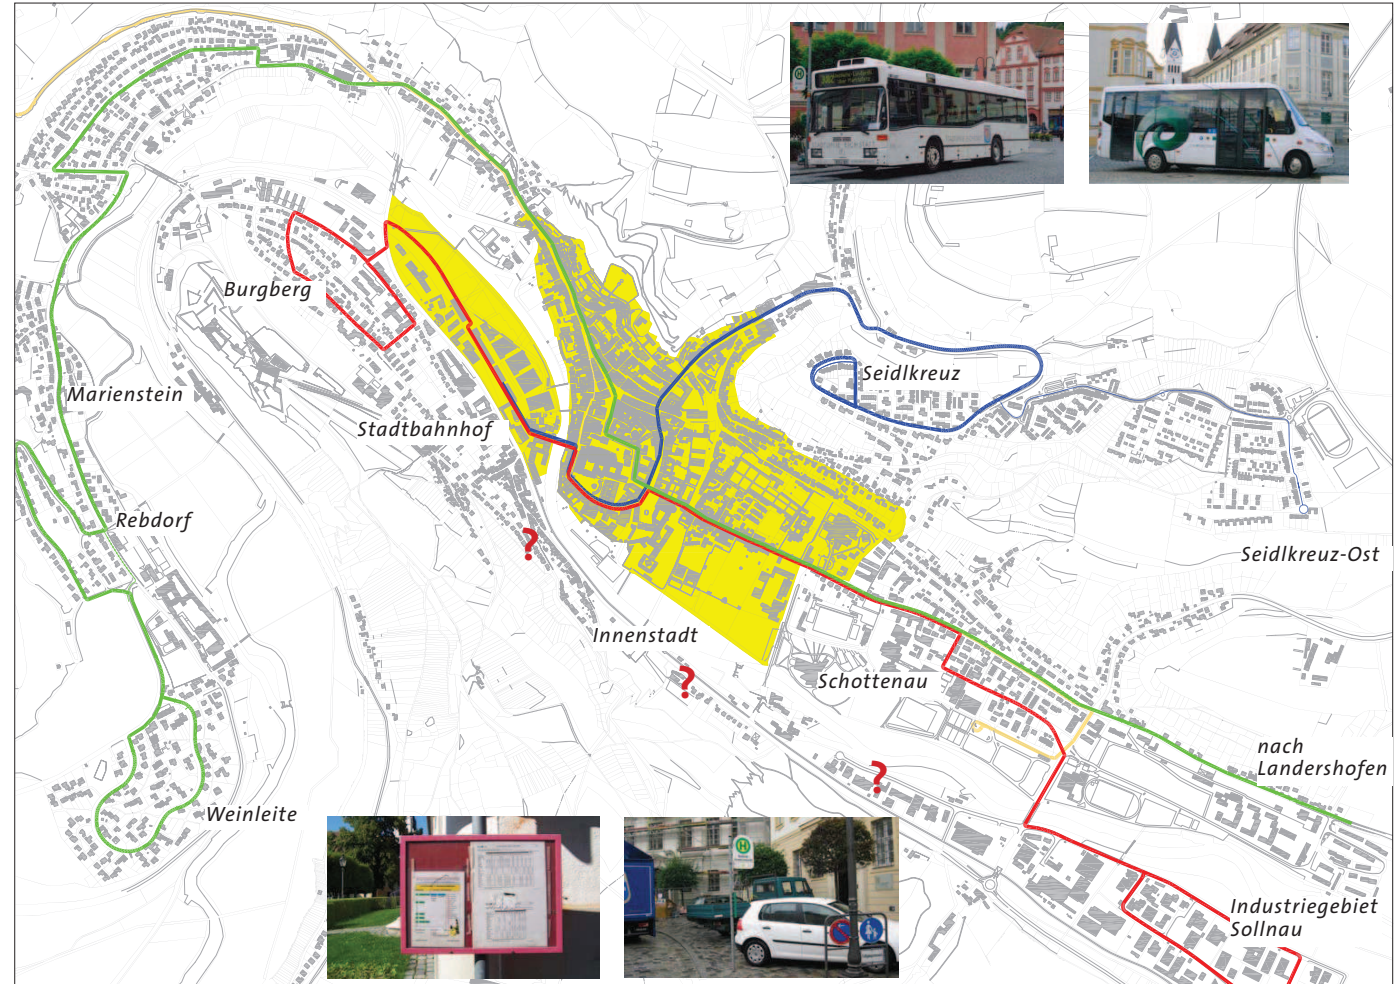 Burgberg
Seidlkreuz
Marienstein
Stadtbahnhof
Rebdorf
?
Seidlkreuz-Ost
Innenstadt
?
Schottenau
nach
Landershofen
?
Weinleite
H
Industriegebiet
Sollnau